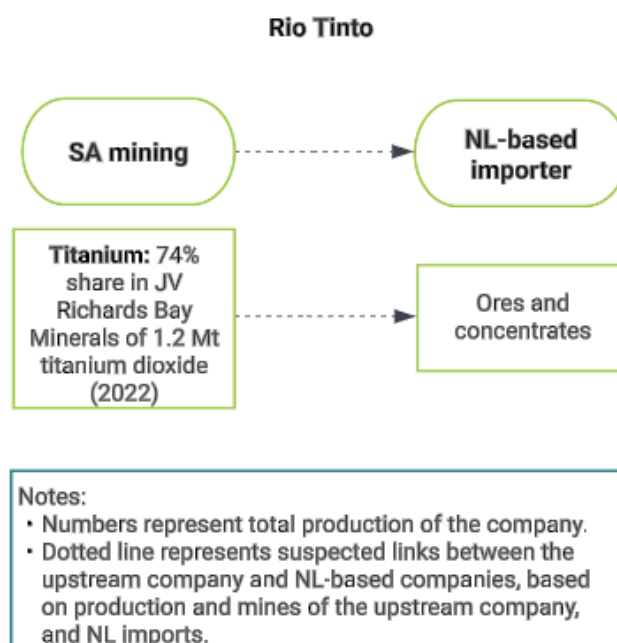 Rio Tinto
SA mining
NL-based
importer
Titanium: 74%
share in JV
Richards Bay
Minerals of 1.2 Mt
titanium dioxide
(2022)
Ores and
concentrates
Notes:
• Numbers represent total production of the company.
• Dotted line represents suspected links between the
upstream company and NL-based companies, based
on production and mines of the upstream company,
and NL imports.